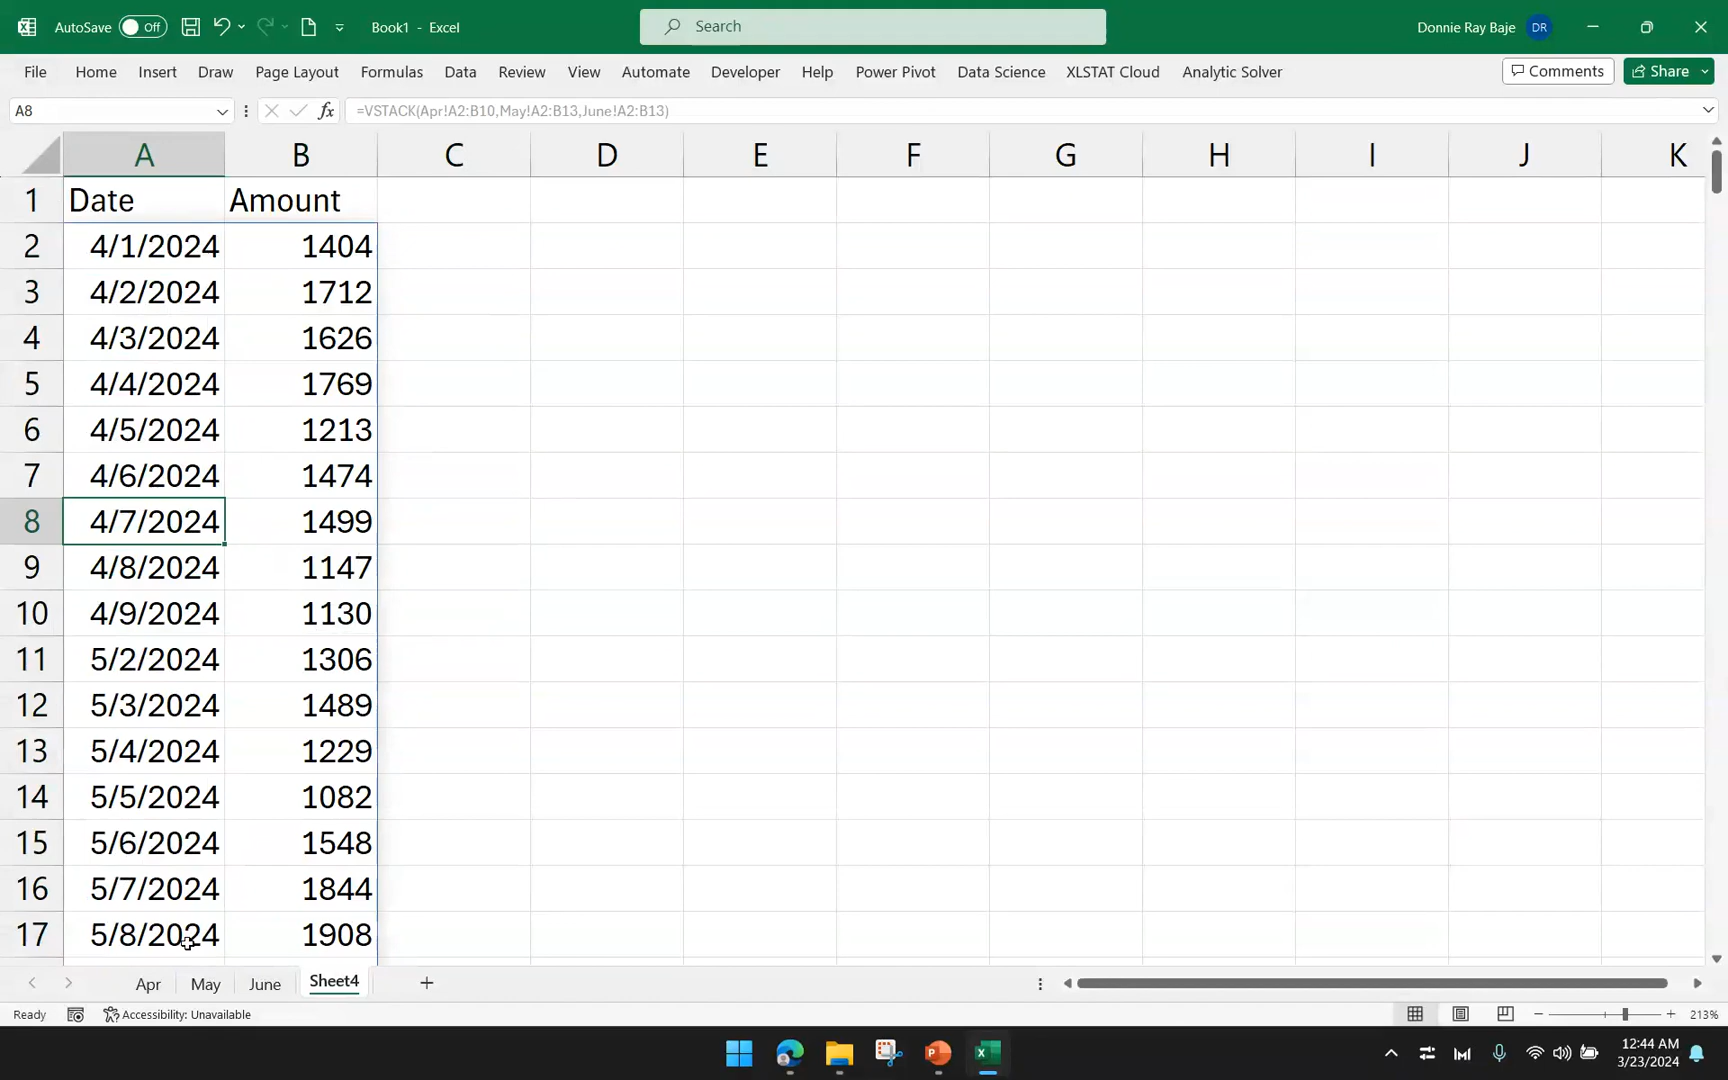 AutoSave Off Book1 - Excel Search Donnie Ray Baje DR
File Home Insert Draw Page Layout Formulas Data Review View Automate Developer Help Power Pivot Data Science XLSTAT Cloud Analytic Solver Comments Share
A8 fx =VSTACK(Apr!A2:B10,May!A2:B13,June!A2:B13)
A B C D E F G H I J K
1 Date Amount
2 4/1/2024 1404
3 4/2/2024 1712
4 4/3/2024 1626
5 4/4/2024 1769
6 4/5/2024 1213
7 4/6/2024 1474
8 4/7/2024 1499
9 4/8/2024 1147
10 4/9/2024 1130
11 5/2/2024 1306
12 5/3/2024 1489
13 5/4/2024 1229
14 5/5/2024 1082
15 5/6/2024 1548
16 5/7/2024 1844
17 5/8/2024 1908
Apr May June Sheet4
Ready Accessibility: Unavailable 213%
12:44 AM
3/23/2024